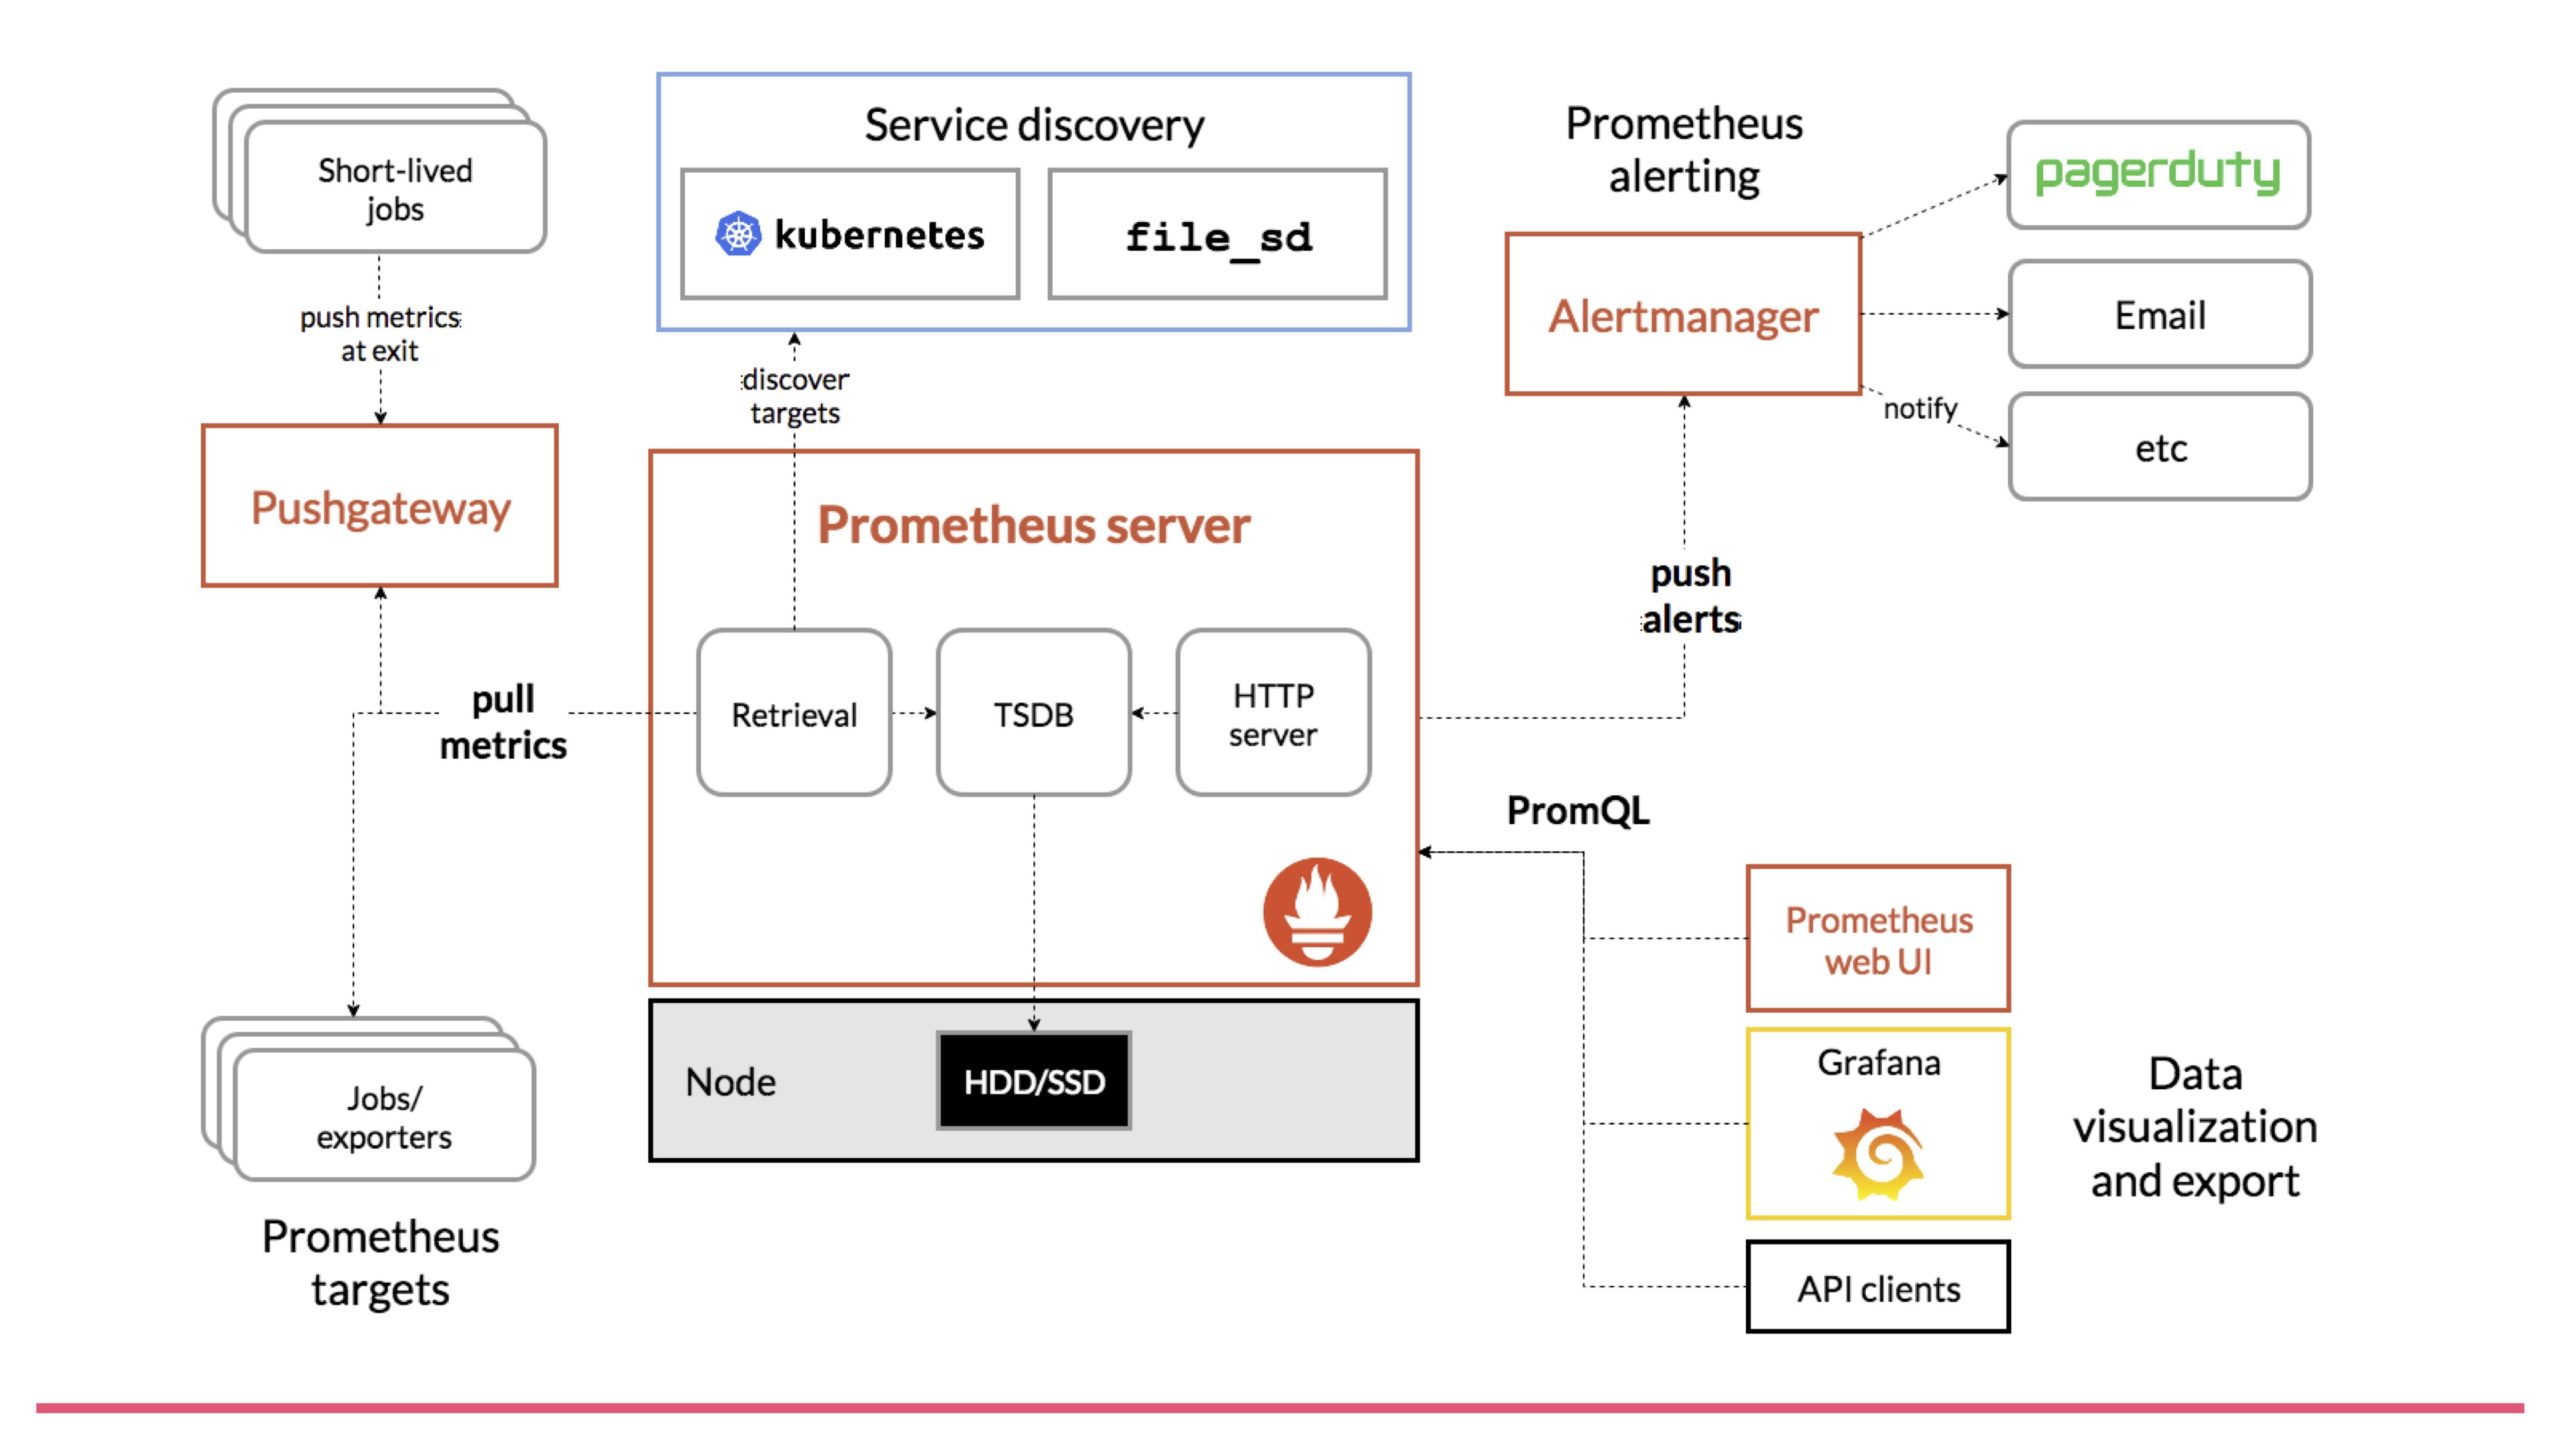 Short-lived
jobs
push metrics
at exit
Pushgateway
pull
metrics
Jobs/
exporters
Prometheus
targets
Service discovery
kubernetes
file_sd
discover
targets
Prometheus server
Retrieval
TSDB
HTTP
server
Node
HDD/SSD
Prometheus
alerting
Alertmanager
pagerduty
Email
notify
etc
push
alerts
PromQL
Prometheus
web UI
Grafana
API clients
Data
visualization
and export